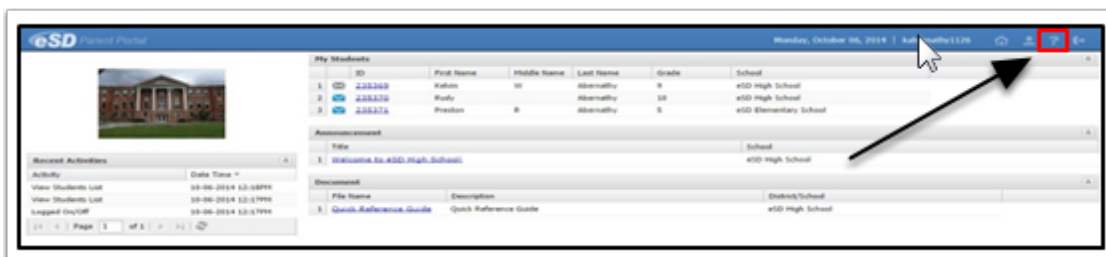 eSD Parent Portal
Monday, October 06, 2014 |
?
My Students
ID First Name Middle Name Last Name Grade School
1 235369 Kelvin W Abernathy 9 eSD High School
2 235370 Rudy Abernathy 10 eSD High School
3 235371 Preston R Abernathy 5 eSD Elementary School
Announcement
Title School
1 Welcome to eSD High School! eSD High School
Recent Activities
Activity Date Time
View Students List 10-06-2014 12:18PM
View Students List 10-06-2014 12:17PM
Logged On/Off 10-06-2014 12:17PM
Page 1 of 1
Document
File Name Description District/School
1 Quick Reference Guide Quick Reference Guide eSD High School